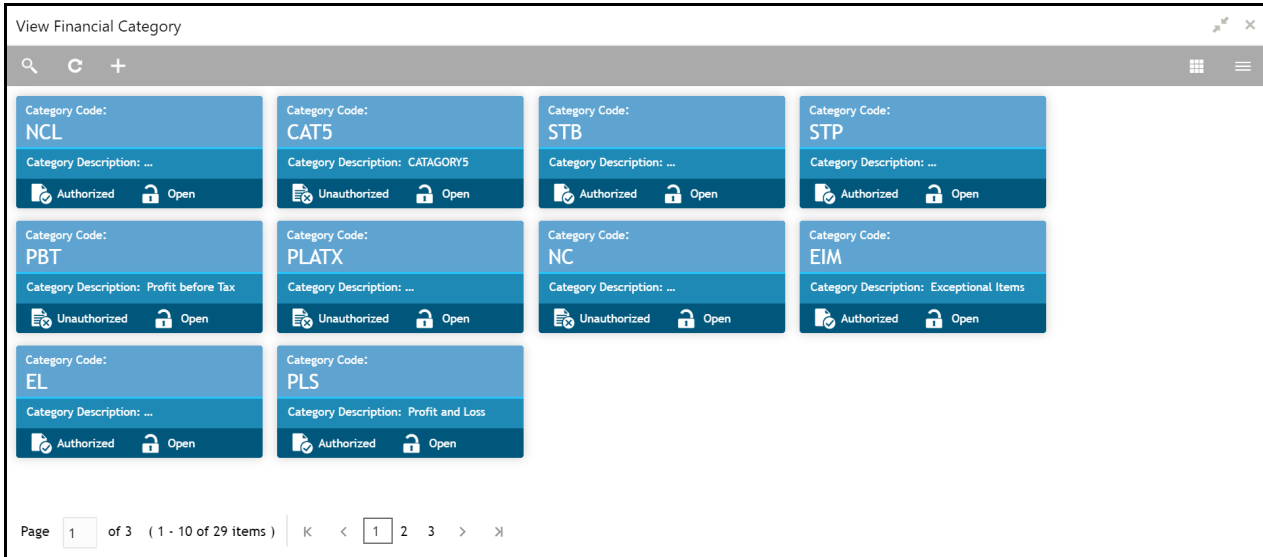 View Financial Category
Category Code: Category Code: Category Code: Category Code:
NCL CAT5 STB STP
Category Description: ... Category Description: CATAGORY5 Category Description: ... Category Description: ...
Authorized Open Unauthorized Open Authorized Open Authorized Open
Category Code: Category Code: Category Code: Category Code:
PBT PLATX NC EIM
Category Description: Profit before Tax Category Description: ... Category Description: ... Category Description: Exceptional Items
Unauthorized Open Unauthorized Open Unauthorized Open Authorized Open
Category Code: Category Code:
EL PLS
Category Description: ... Category Description: Profit and Loss
Authorized Open Authorized Open
Page 1 of 3 ( 1 - 10 of 29 items ) 1 2 3